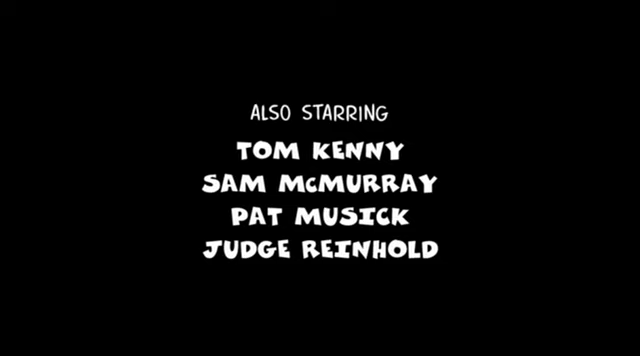 ALSO STARRING
TOM KENNY
SAM McMURRAY
PAT MUSICK
JUDGE REINHOLD